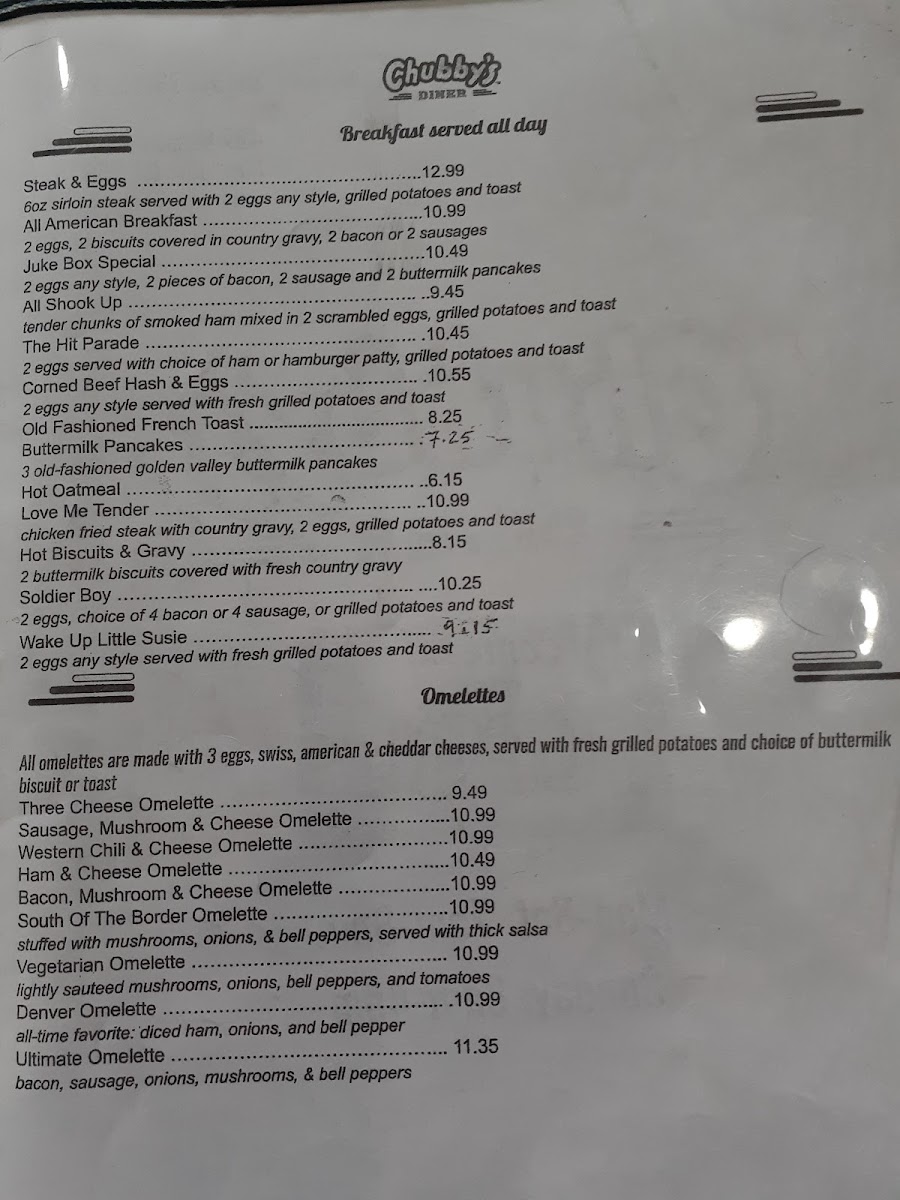 Chubby's
DINER
Breakfast served all day
Steak & Eggs ..................................................12.99
6oz sirloin steak served with 2 eggs any style, grilled potatoes and toast
All American Breakfast .......................................10.99
2 eggs, 2 biscuits covered in country gravy, 2 bacon or 2 sausages
Juke Box Special ..............................................10.49
2 eggs any style, 2 pieces of bacon, 2 sausage and 2 buttermilk pancakes
All Shook Up .................................................... ..9.45
tender chunks of smoked ham mixed in 2 scrambled eggs, grilled potatoes and toast
The Hit Parade ................................................ .10.45
2 eggs served with choice of ham or hamburger patty, grilled potatoes and toast
Corned Beef Hash & Eggs ................................ .10.55
2 eggs any style served with fresh grilled potatoes and toast
Old Fashioned French Toast ................................... 8.25
Buttermilk Pancakes ........................................ .7.25
3 old-fashioned golden valley buttermilk pancakes
Hot Oatmeal .................................................... ..6.15
Love Me Tender .............................................. ..10.99
chicken fried steak with country gravy, 2 eggs, grilled potatoes and toast
Hot Biscuits & Gravy ..........................................8.15
2 buttermilk biscuits covered with fresh country gravy
Soldier Boy .................................................... ....10.25
2 eggs, choice of 4 bacon or 4 sausage, or grilled potatoes and toast
Wake Up Little Susie .......................................... 9.15
2 eggs any style served with fresh grilled potatoes and toast
Omelettes
All omelettes are made with 3 eggs, swiss, american & cheddar cheeses, served with fresh grilled potatoes and choice of buttermilk
biscuit or toast
Three Cheese Omelette ........................................ 9.49
Sausage, Mushroom & Cheese Omelette ................10.99
Western Chili & Cheese Omelette ..........................10.99
Ham & Cheese Omelette .......................................10.49
Bacon, Mushroom & Cheese Omelette ...................10.99
South Of The Border Omelette ..............................10.99
stuffed with mushrooms, onions, & bell peppers, served with thick salsa
Vegetarian Omelette ............................................ 10.99
lightly sauteed mushrooms, onions, bell peppers, and tomatoes
Denver Omelette ................................................ .10.99
all-time favorite: diced ham, onions, and bell pepper
Ultimate Omelette ................................................ 11.35
bacon, sausage, onions, mushrooms, & bell peppers